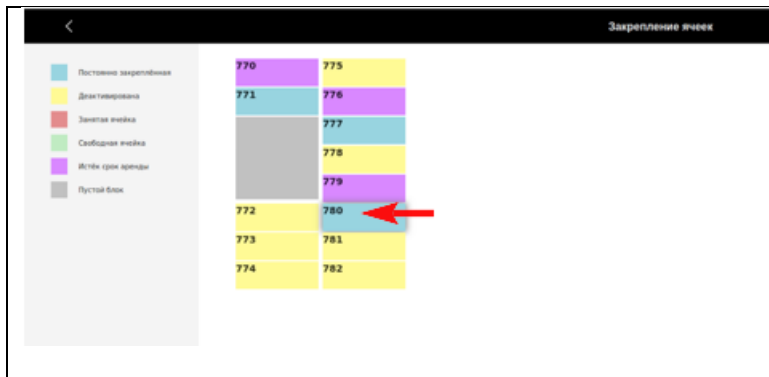 Закрепление ячеек
Постоянно закреплённая
Деактивирована
Занятая ячейка
Свободная ячейка
Истёк срок аренды
Пустой блок
770
775
771
776
777
778
779
772
780
773
781
774
782